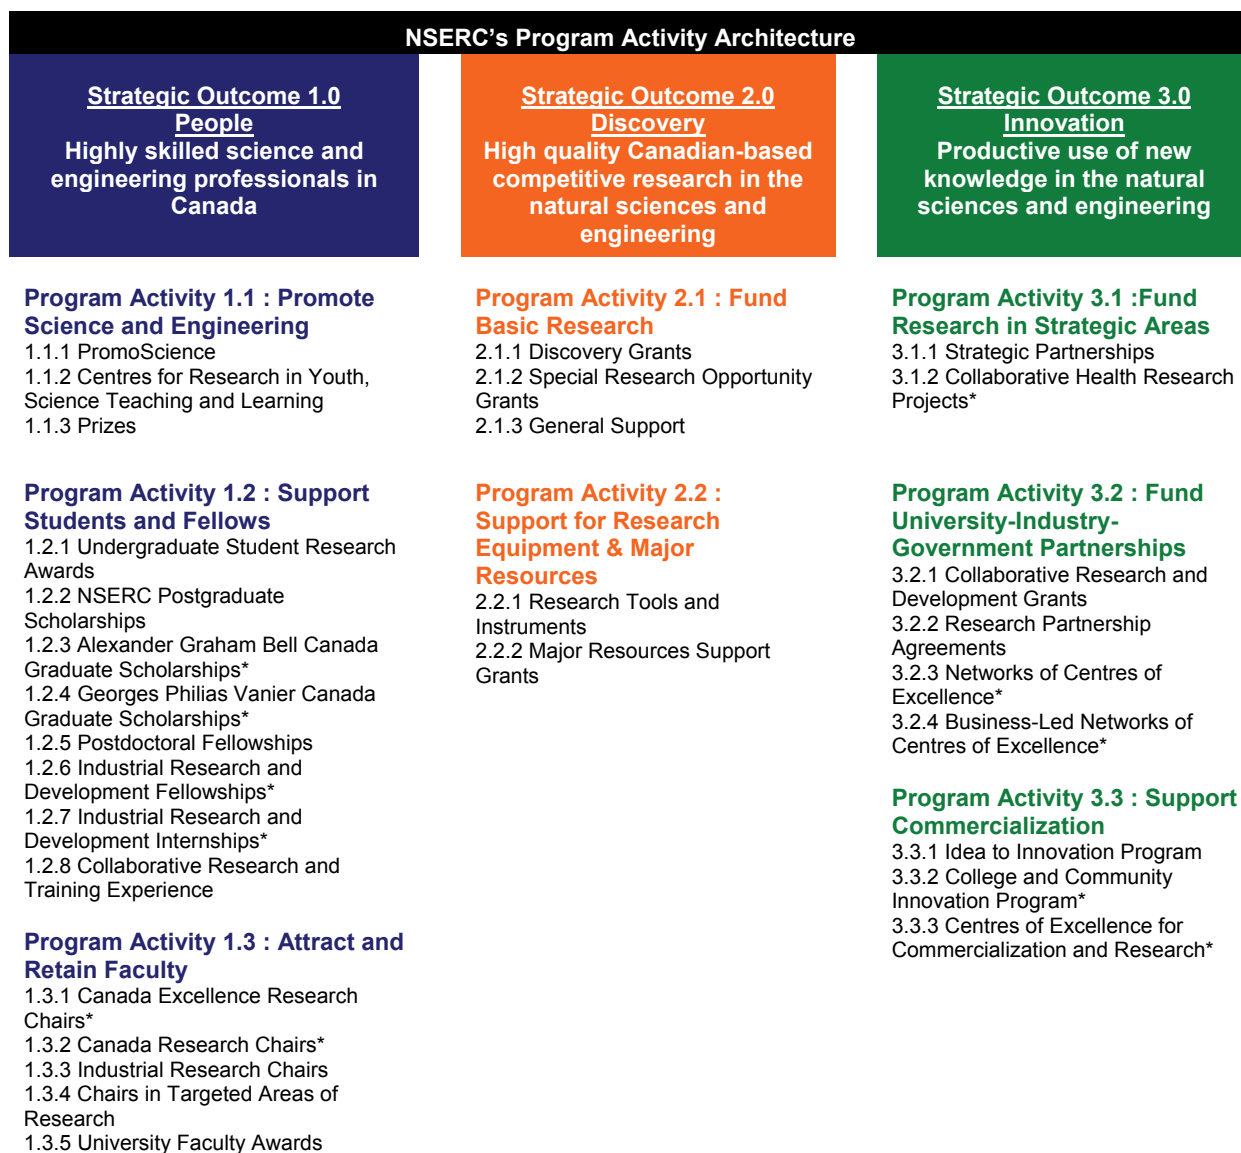 NSERC's Program Activity Architecture
Strategic Outcome 1.0
People
Highly skilled science and
engineering professionals in
Canada
Strategic Outcome 2.0
Discovery
High quality Canadian-based
competitive research in the
natural sciences and
engineering
Strategic Outcome 3.0
Innovation
Productive use of new
knowledge in the natural
sciences and engineering
Program Activity 1.1 : Promote
Science and Engineering
1.1.1 PromoScience
1.1.2 Centres for Research in Youth,
Science Teaching and Learning
1.1.3 Prizes
Program Activity 1.2 : Support
Students and Fellows
1.2.1 Undergraduate Student Research
Awards
1.2.2 NSERC Postgraduate
Scholarships
1.2.3 Alexander Graham Bell Canada
Graduate Scholarships*
1.2.4 Georges Philias Vanier Canada
Graduate Scholarships*
1.2.5 Postdoctoral Fellowships
1.2.6 Industrial Research and
Development Fellowships*
1.2.7 Industrial Research and
Development Internships*
1.2.8 Collaborative Research and
Training Experience
Program Activity 1.3 : Attract and
Retain Faculty
1.3.1 Canada Excellence Research
Chairs*
1.3.2 Canada Research Chairs*
1.3.3 Industrial Research Chairs
1.3.4 Chairs in Targeted Areas of
Research
1.3.5 University Faculty Awards
Program Activity 2.1 : Fund
Basic Research
2.1.1 Discovery Grants
2.1.2 Special Research Opportunity
Grants
2.1.3 General Support
Program Activity 2.2 :
Support for Research
Equipment & Major
Resources
2.2.1 Research Tools and
Instruments
2.2.2 Major Resources Support
Grants
Program Activity 3.1 :Fund
Research in Strategic Areas
3.1.1 Strategic Partnerships
3.1.2 Collaborative Health Research
Projects*
Program Activity 3.2 : Fund
University-Industry-
Government Partnerships
3.2.1 Collaborative Research and
Development Grants
3.2.2 Research Partnership
Agreements
3.2.3 Networks of Centres of
Excellence*
3.2.4 Business-Led Networks of
Centres of Excellence*
Program Activity 3.3 : Support
Commercialization
3.3.1 Idea to Innovation Program
3.3.2 College and Community
Innovation Program*
3.3.3 Centres of Excellence for
Commercialization and Research*